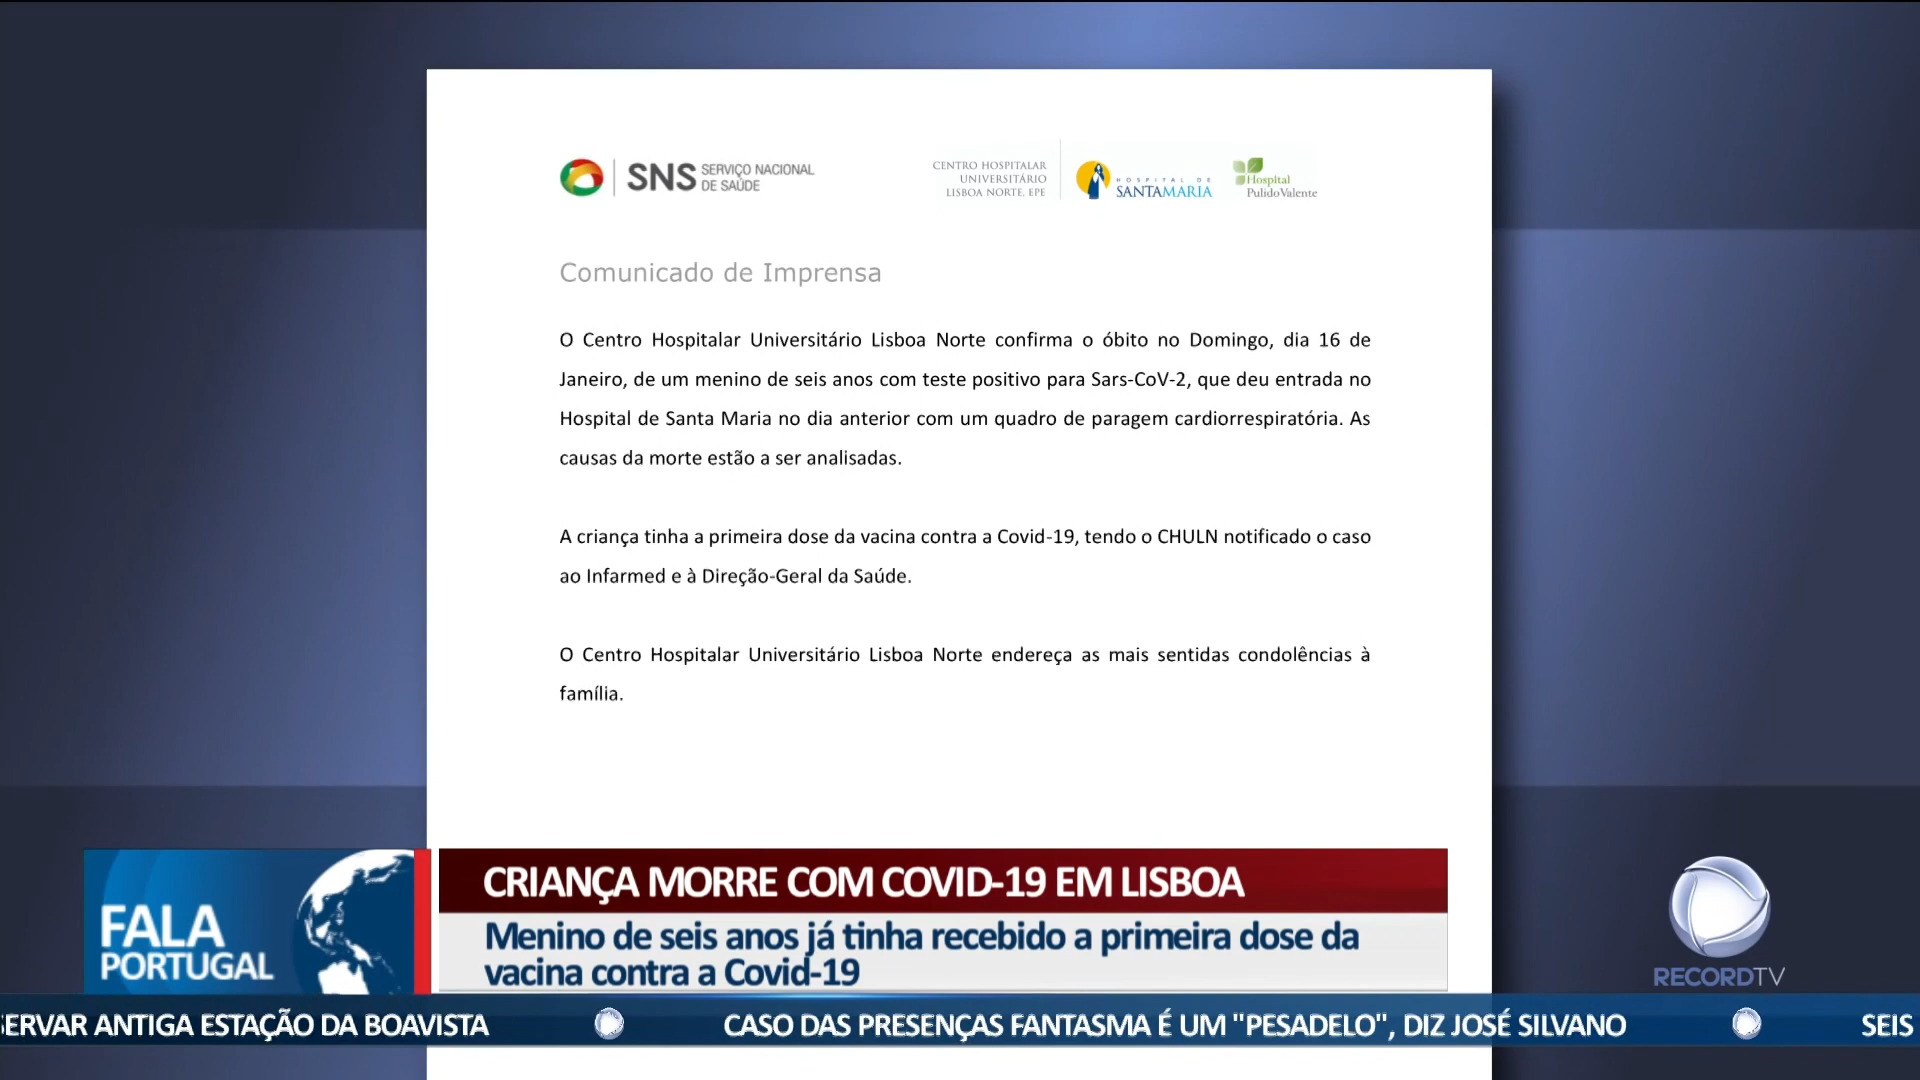 SNS SERVIÇO NACIONAL
DE SAÚDE
CENTRO HOSPITALAR
UNIVERSITÁRIO
LISBOA NORTE, EPE
HOSPITAL DE
SANTAMARIA
Hospital
PulidoValente
Comunicado de Imprensa
O Centro Hospitalar Universitário Lisboa Norte confirma o óbito no Domingo, dia 16 de
Janeiro, de um menino de seis anos com teste positivo para Sars-CoV-2, que deu entrada no
Hospital de Santa Maria no dia anterior com um quadro de paragem cardiorrespiratória. As
causas da morte estão a ser analisadas.
A criança tinha a primeira dose da vacina contra a Covid-19, tendo o CHULN notificado o caso
ao Infarmed e à Direção-Geral da Saúde.
O Centro Hospitalar Universitário Lisboa Norte endereça as mais sentidas condolências à
família.
FALA
PORTUGAL
CRIANÇA MORRE COM COVID-19 EM LISBOA
Menino de seis anos já tinha recebido a primeira dose da
vacina contra a Covid-19
RECORDTV
ERVAR ANTIGA ESTAÇÃO DA BOAVISTA CASO DAS PRESENÇAS FANTASMA É UM "PESADELO", DIZ JOSÉ SILVANO SEIS